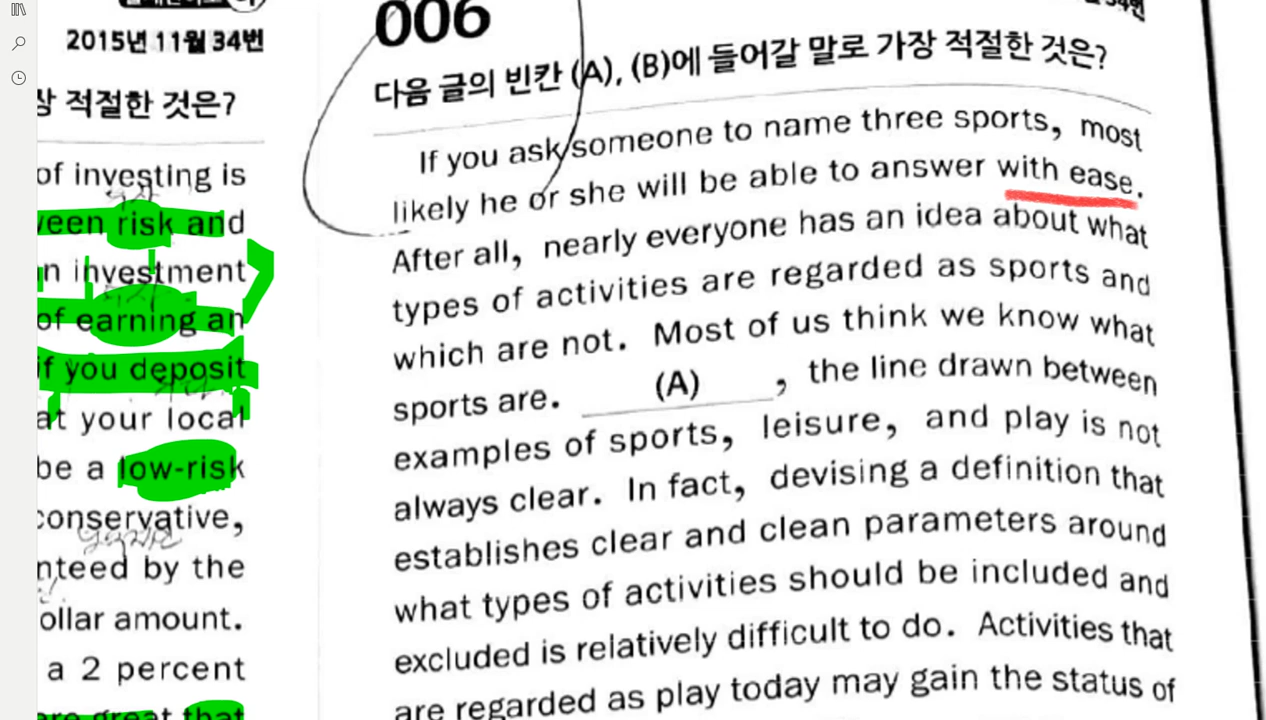 2015년 11월 34번
장 적절한 것은?
of investing is
ween risk and
n investment
of earning an
if you deposit
at your local
be a low-risk
conservative,
nteed by the
ollar amount.
a 2 percent
are great that
006
다음 글의 빈칸 (A), (B)에 들어갈 말로 가장 적절한 것은?
If you ask someone to name three sports, most
likely he or she will be able to answer with ease.
After all, nearly everyone has an idea about what
types of activities are regarded as sports and
which are not. Most of us think we know what
sports are. (A) , the line drawn between
examples of sports, leisure, and play is not
always clear. In fact, devising a definition that
establishes clear and clean parameters around
what types of activities should be included and
excluded is relatively difficult to do. Activities that
are regarded as play today may gain the status of